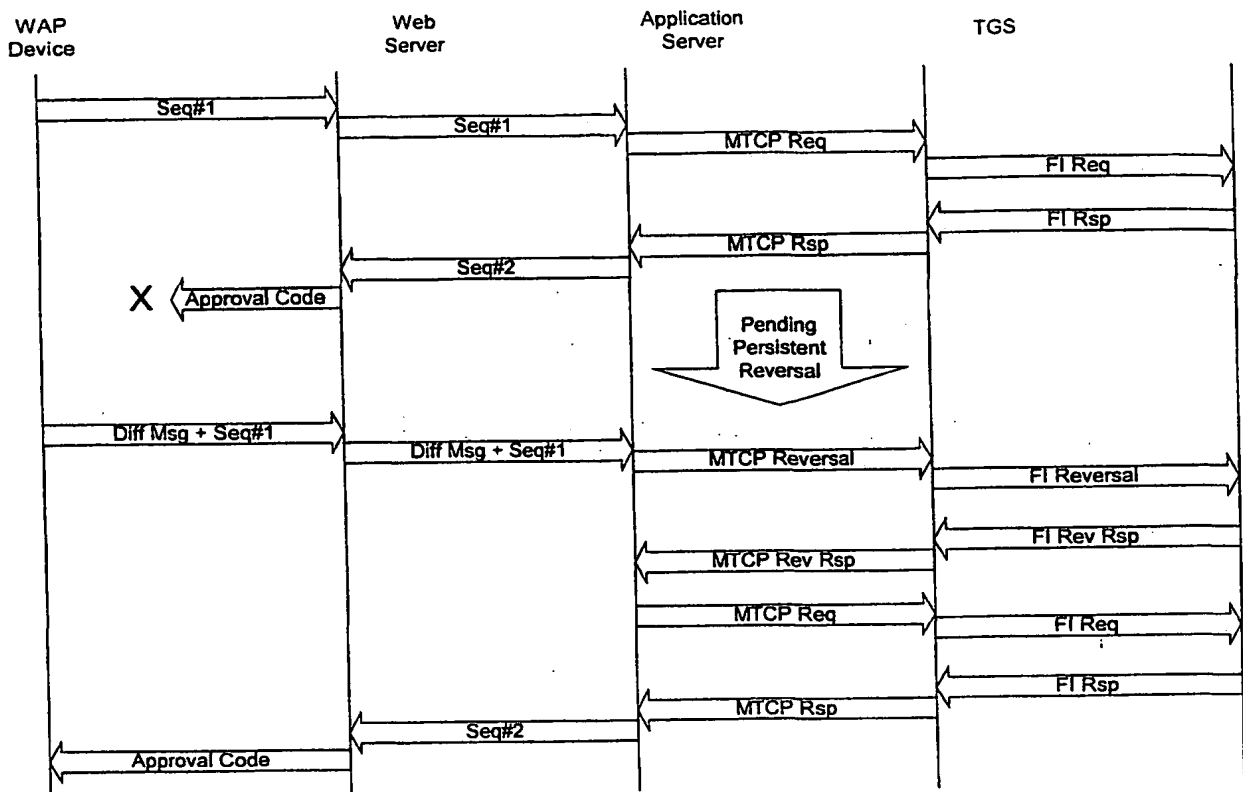 WAP
Device
Web
Server
Application
Server
TGS
Seq#1
Seq#1
MTCP Req
FI Req
FI Rsp
MTCP Rsp
Seq#2
X
Approval Code
Pending
Persistent
Reversal
Diff Msg + Seq#1
Diff Msg + Seq#1
MTCP Reversal
FI Reversal
FI Rev Rsp
MTCP Rev Rsp
MTCP Req
FI Req
FI Rsp
MTCP Rsp
Seq#2
Approval Code